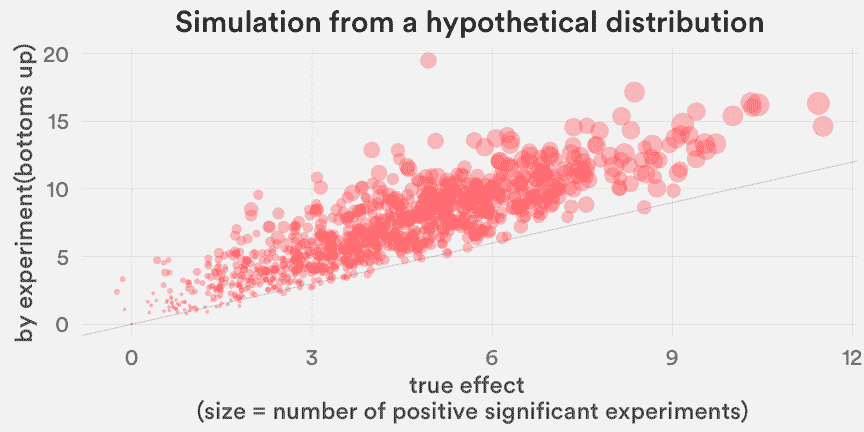 Simulation from a hypothetical distribution
by experiment(bottoms up)
20
15
10
5
0
0 3 6 9 12
true effect
(size = number of positive significant experiments)